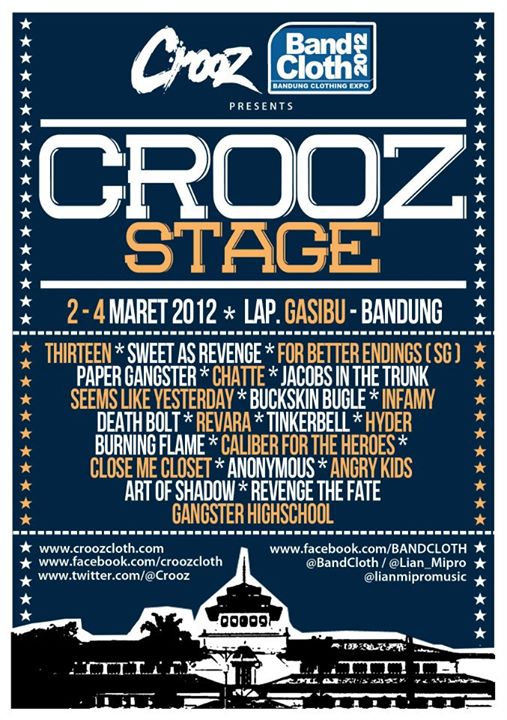 Crooz
Band
Cloth
2012
BANDUNG CLOTHING EXPO
PRESENTS
CROOZ
STAGE
2 - 4 MARET 2012 * LAP. GASIBU - BANDUNG
THIRTEEN * SWEET AS REVENGE * FOR BETTER ENDINGS ( SG )
PAPER GANGSTER * CHATTE * JACOBS IN THE TRUNK
SEEMS LIKE YESTERDAY * BUCKSKIN BUGLE * INFAMY
DEATH BOLT * REVARA * TINKERBELL * HYDER
BURNING FLAME * CALIBER FOR THE HEROES *
CLOSE ME CLOSET * ANONYMOUS * ANGRY KIDS
ART OF SHADOW * REVENGE THE FATE
GANGSTER HIGHSCHOOL
www.croozcloth.com
www.facebook.com/croozcloth
www.twitter.com/@Crooz
www.facebook.com/BANDCLOTH
@BandCloth / @Lian_Mipro
@lianmipromusic